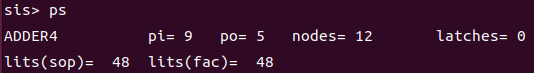 sis> ps
ADDER4 pi= 9 po= 5 nodes= 12 latches= 0
lits(sop)= 48 lits(fac)= 48